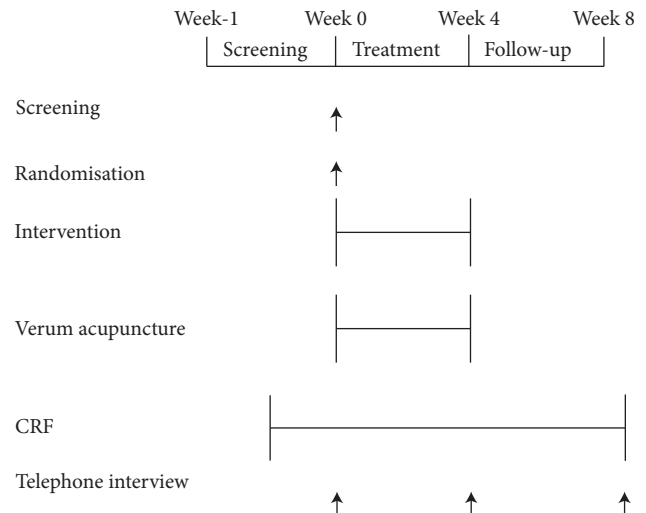 Week-1 Week 0 Week 4 Week 8
Screening Treatment Follow-up
Screening
Randomisation
Intervention
Verum acupuncture
CRF
Telephone interview